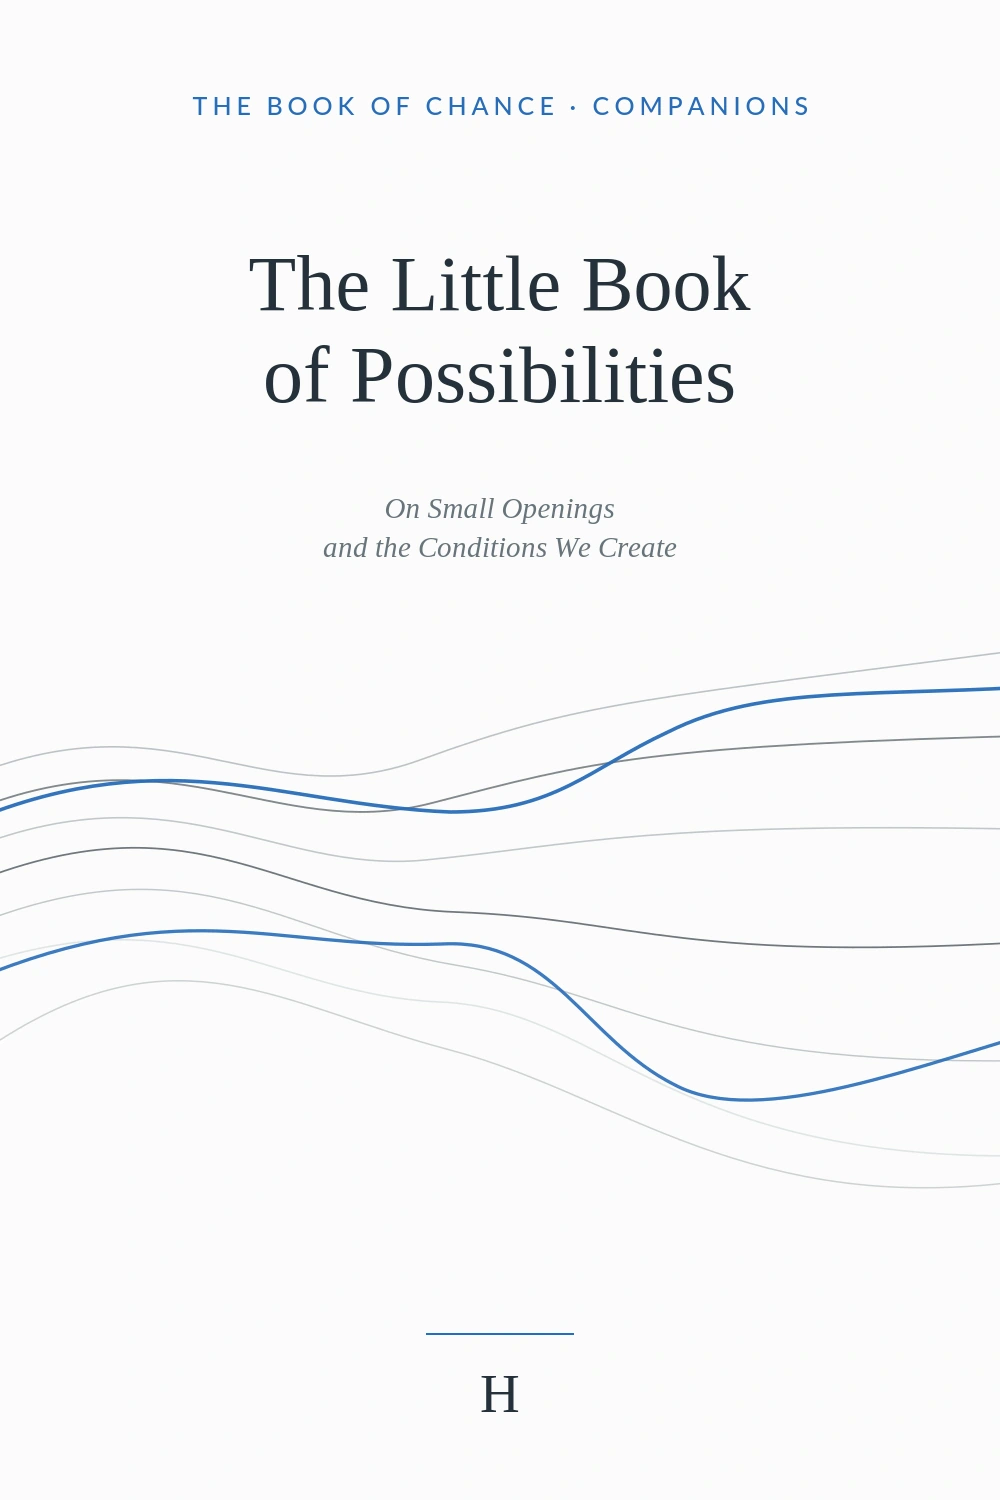 THE BOOK OF CHANCE · COMPANIONS
The Little Book
of Possibilities
On Small Openings
and the Conditions We Create
H